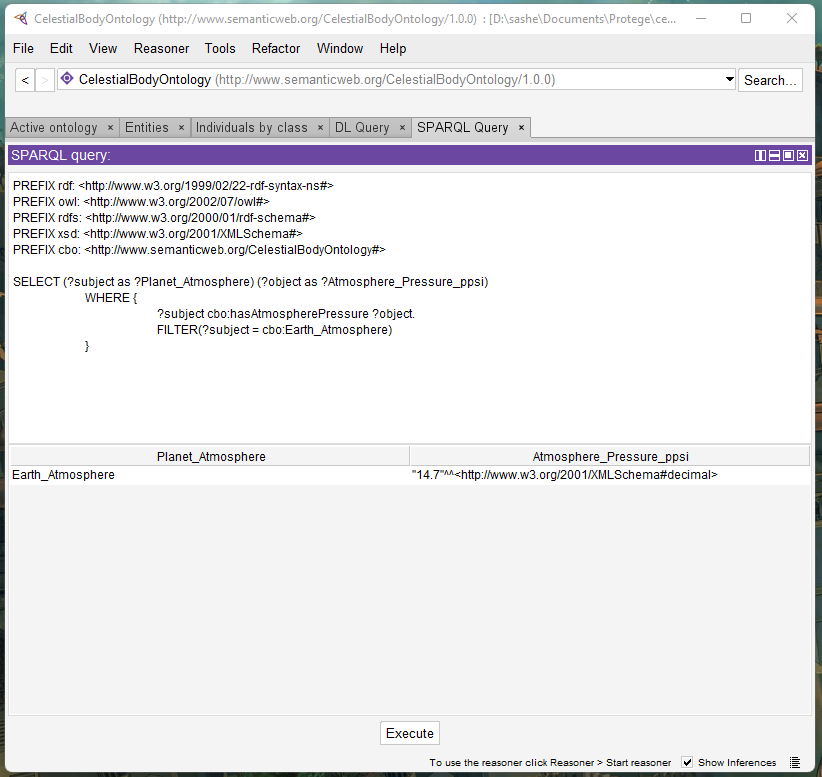 CelestialBodyOntology (http://www.semanticweb.org/CelestialBodyOntology/1.0.0) : [D:\sashe\Documents\Protege\ce...
File Edit View Reasoner Tools Refactor Window Help
< > CelestialBodyOntology (http://www.semanticweb.org/CelestialBodyOntology/1.0.0) Search...
Active ontology × Entities × Individuals by class × DL Query × SPARQL Query ×
SPARQL query:
PREFIX rdf: <http://www.w3.org/1999/02/22-rdf-syntax-ns#>
PREFIX owl: <http://www.w3.org/2002/07/owl#>
PREFIX rdfs: <http://www.w3.org/2000/01/rdf-schema#>
PREFIX xsd: <http://www.w3.org/2001/XMLSchema#>
PREFIX cbo: <http://www.semanticweb.org/CelestialBodyOntology#>
SELECT (?subject as ?Planet_Atmosphere) (?object as ?Atmosphere_Pressure_ppsi)
WHERE {
?subject cbo:hasAtmospherePressure ?object.
FILTER(?subject = cbo:Earth_Atmosphere)
}
Planet_Atmosphere Atmosphere_Pressure_ppsi
Earth_Atmosphere "14.7"^^<http://www.w3.org/2001/XMLSchema#decimal>
Execute
To use the reasoner click Reasoner > Start reasoner Show Inferences